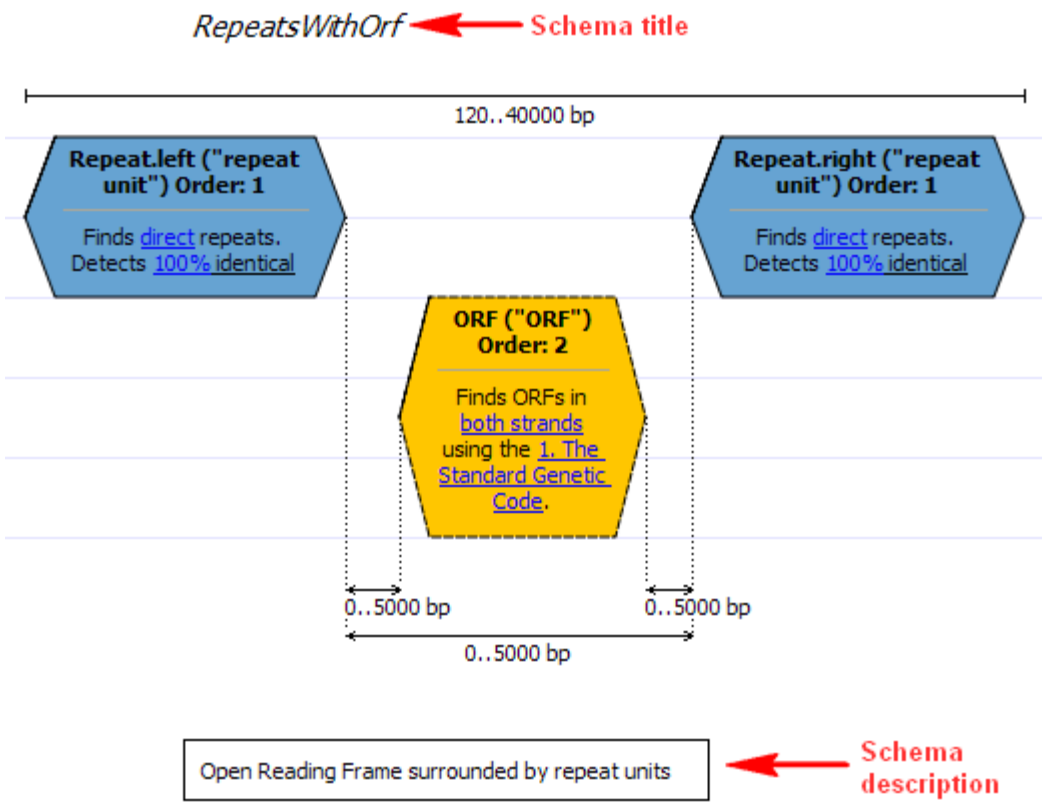 RepeatsWithOrf
Schema title
120..40000 bp
Repeat.left ("repeat
unit") Order: 1
Finds direct repeats.
Detects 100% identical
Repeat.right ("repeat
unit") Order: 1
Finds direct repeats.
Detects 100% identical
ORF ("ORF")
Order: 2
Finds ORFs in
both strands
using the 1. The
Standard Genetic
Code.
0..5000 bp
0..5000 bp
0..5000 bp
Open Reading Frame surrounded by repeat units
Schema
description